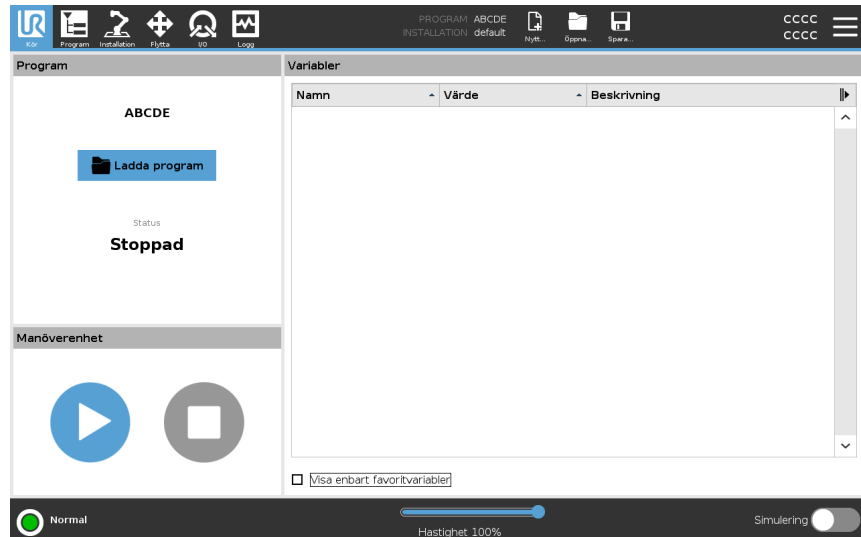 UR
Kör
Program
Installation
Flytta
I/O
Logg
PROGRAM ABCDE
INSTALLATION default
Nytt...
Öppna...
Spara...
CCCC
CCCC
Program
ABCDE
Ladda program
Status
Stoppad
Manöverenhet
Variabler
Namn Värde Beskrivning
Visa enbart favoritvariabler
Normal
Hastighet 100%
Simulering